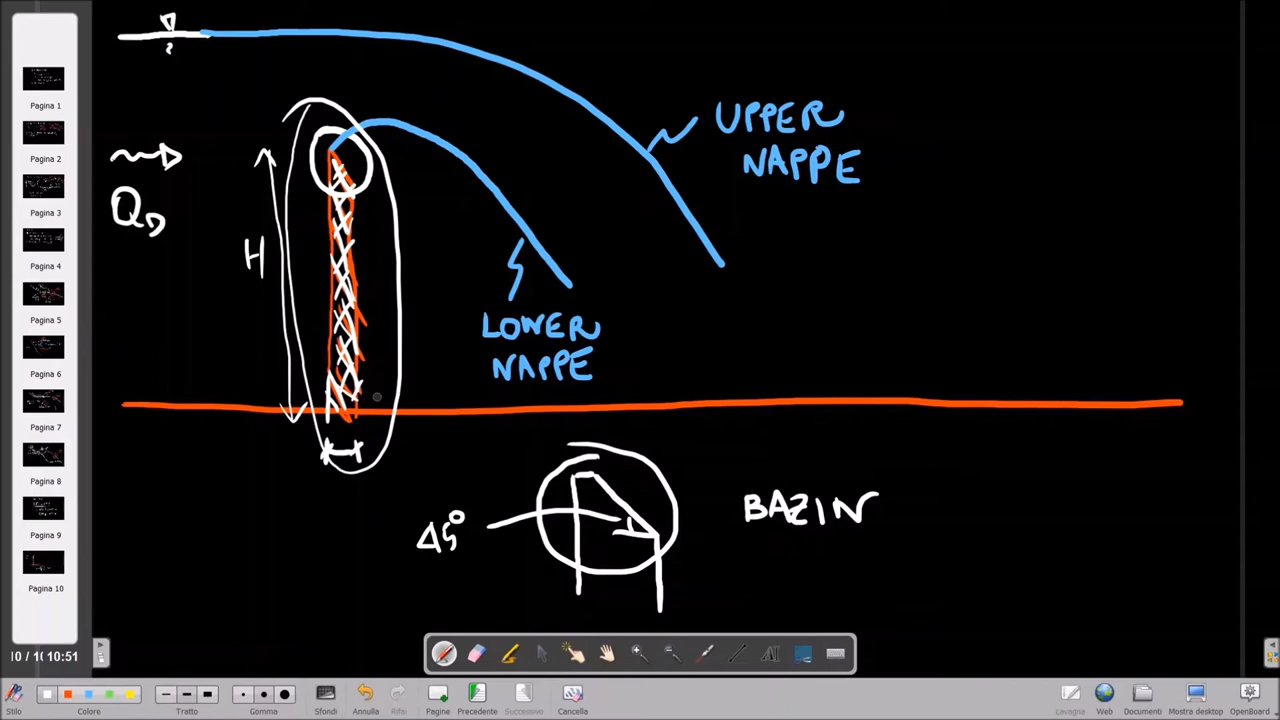 UPPER
NAPPE
Q_D
H
LOWER
NAPPE
BAZIN
45°
Pagina 1
Pagina 2
Pagina 3
Pagina 4
Pagina 5
Pagina 6
Pagina 7
Pagina 8
Pagina 9
Pagina 10
10:51
Stilo
Colore
Tratto
Gomma
Sfondi
Annulla
Rifai
Pagine
Precedente
Successivo
Cancella
Lavagna
Web
Documenti
Mostra desktop
OpenBoard